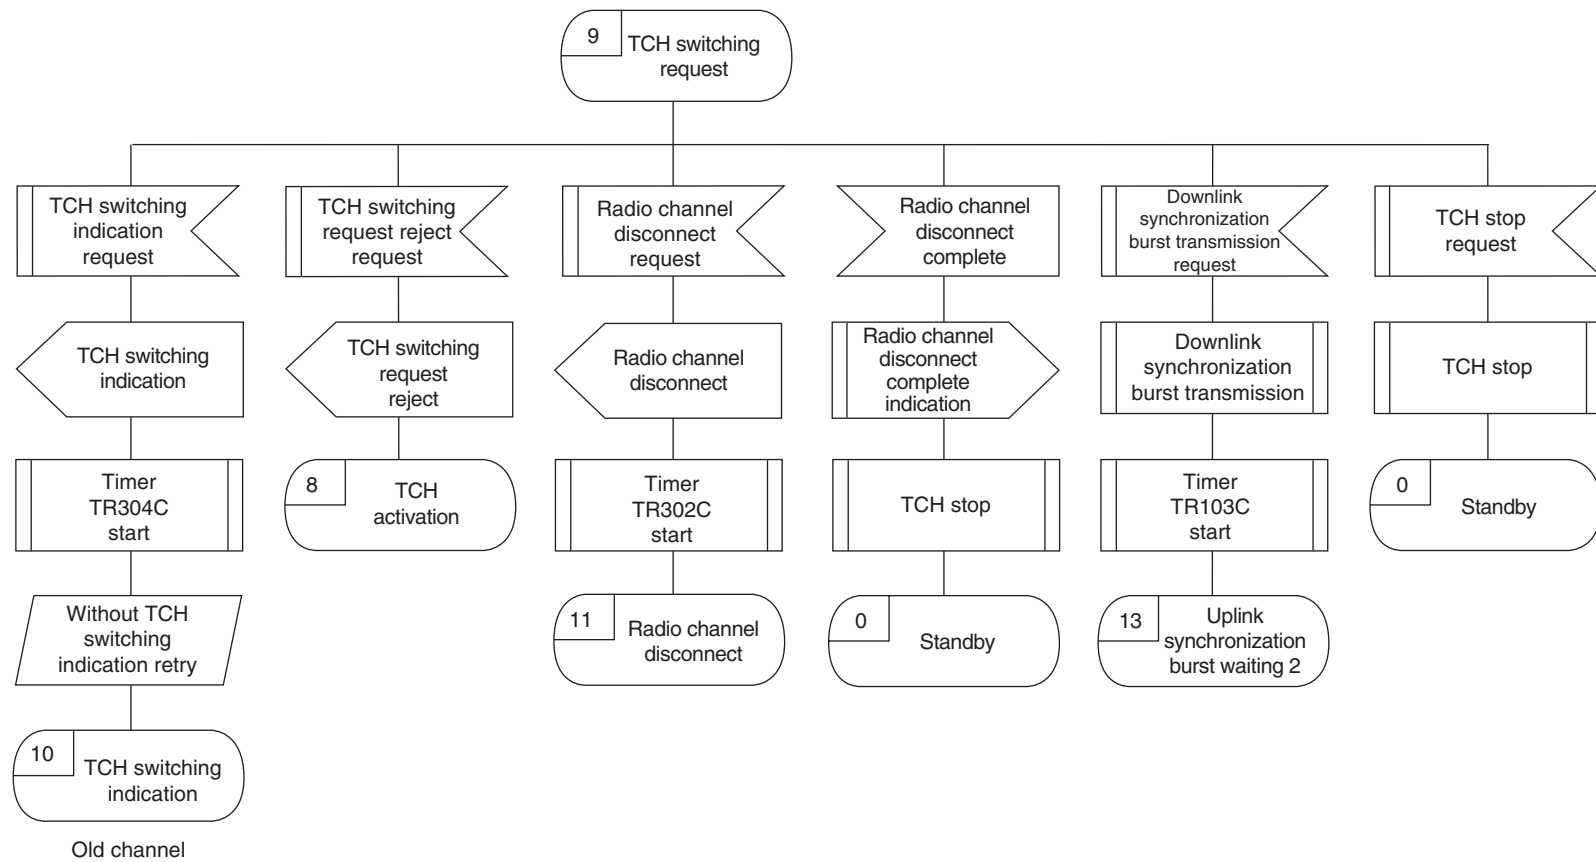 9
TCH switching
request
TCH switching
indication
request
TCH switching
request reject
request
Radio channel
disconnect
request
Radio channel
disconnect
complete
Downlink
synchronization
burst transmission
request
TCH stop
request
TCH switching
indication
TCH switching
request
reject
Radio channel
disconnect
Radio channel
disconnect
complete
indication
Downlink
synchronization
burst transmission
TCH stop
Timer
TR304C
start
8
TCH
activation
Timer
TR302C
start
TCH stop
Timer
TR103C
start
0
Standby
Without TCH
switching
indication retry
11
Radio channel
disconnect
0
Standby
13
Uplink
synchronization
burst waiting 2
10
TCH switching
indication
Old channel